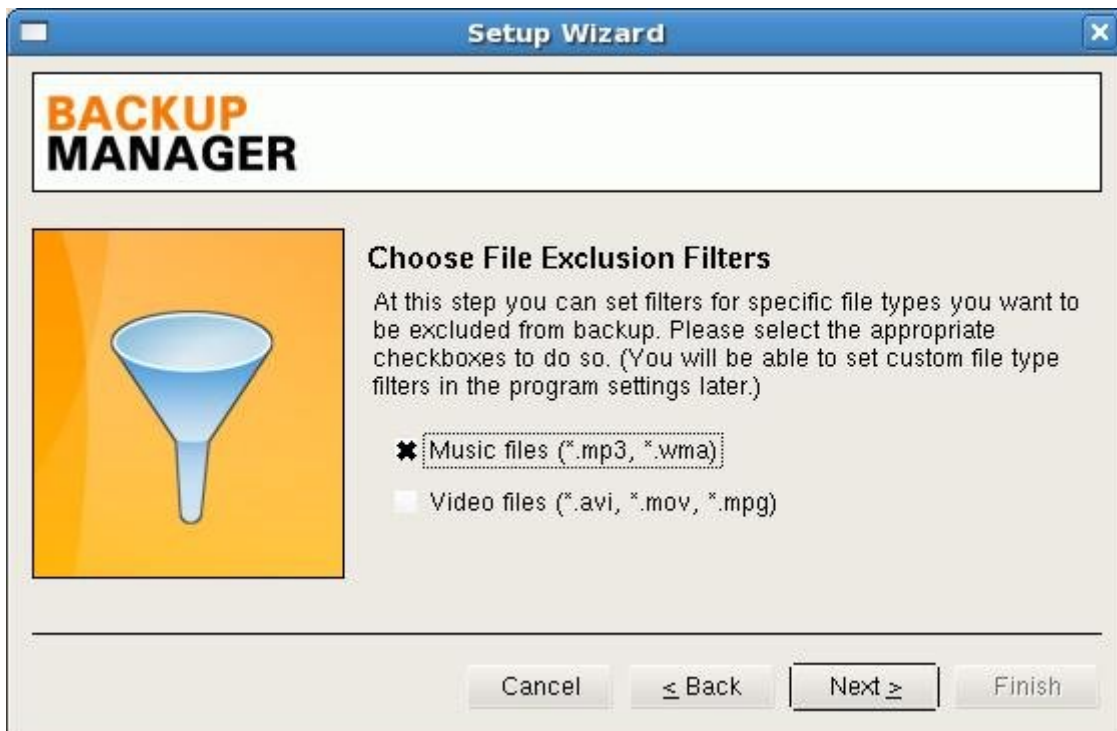 Setup Wizard
BACKUP
MANAGER
Choose File Exclusion Filters
At this step you can set filters for specific file types you want to
be excluded from backup. Please select the appropriate
checkboxes to do so. (You will be able to set custom file type
filters in the program settings later.)
Music files (*.mp3, *.wma)
Video files (*.avi, *.mov, *.mpg)
Cancel < Back Next > Finish